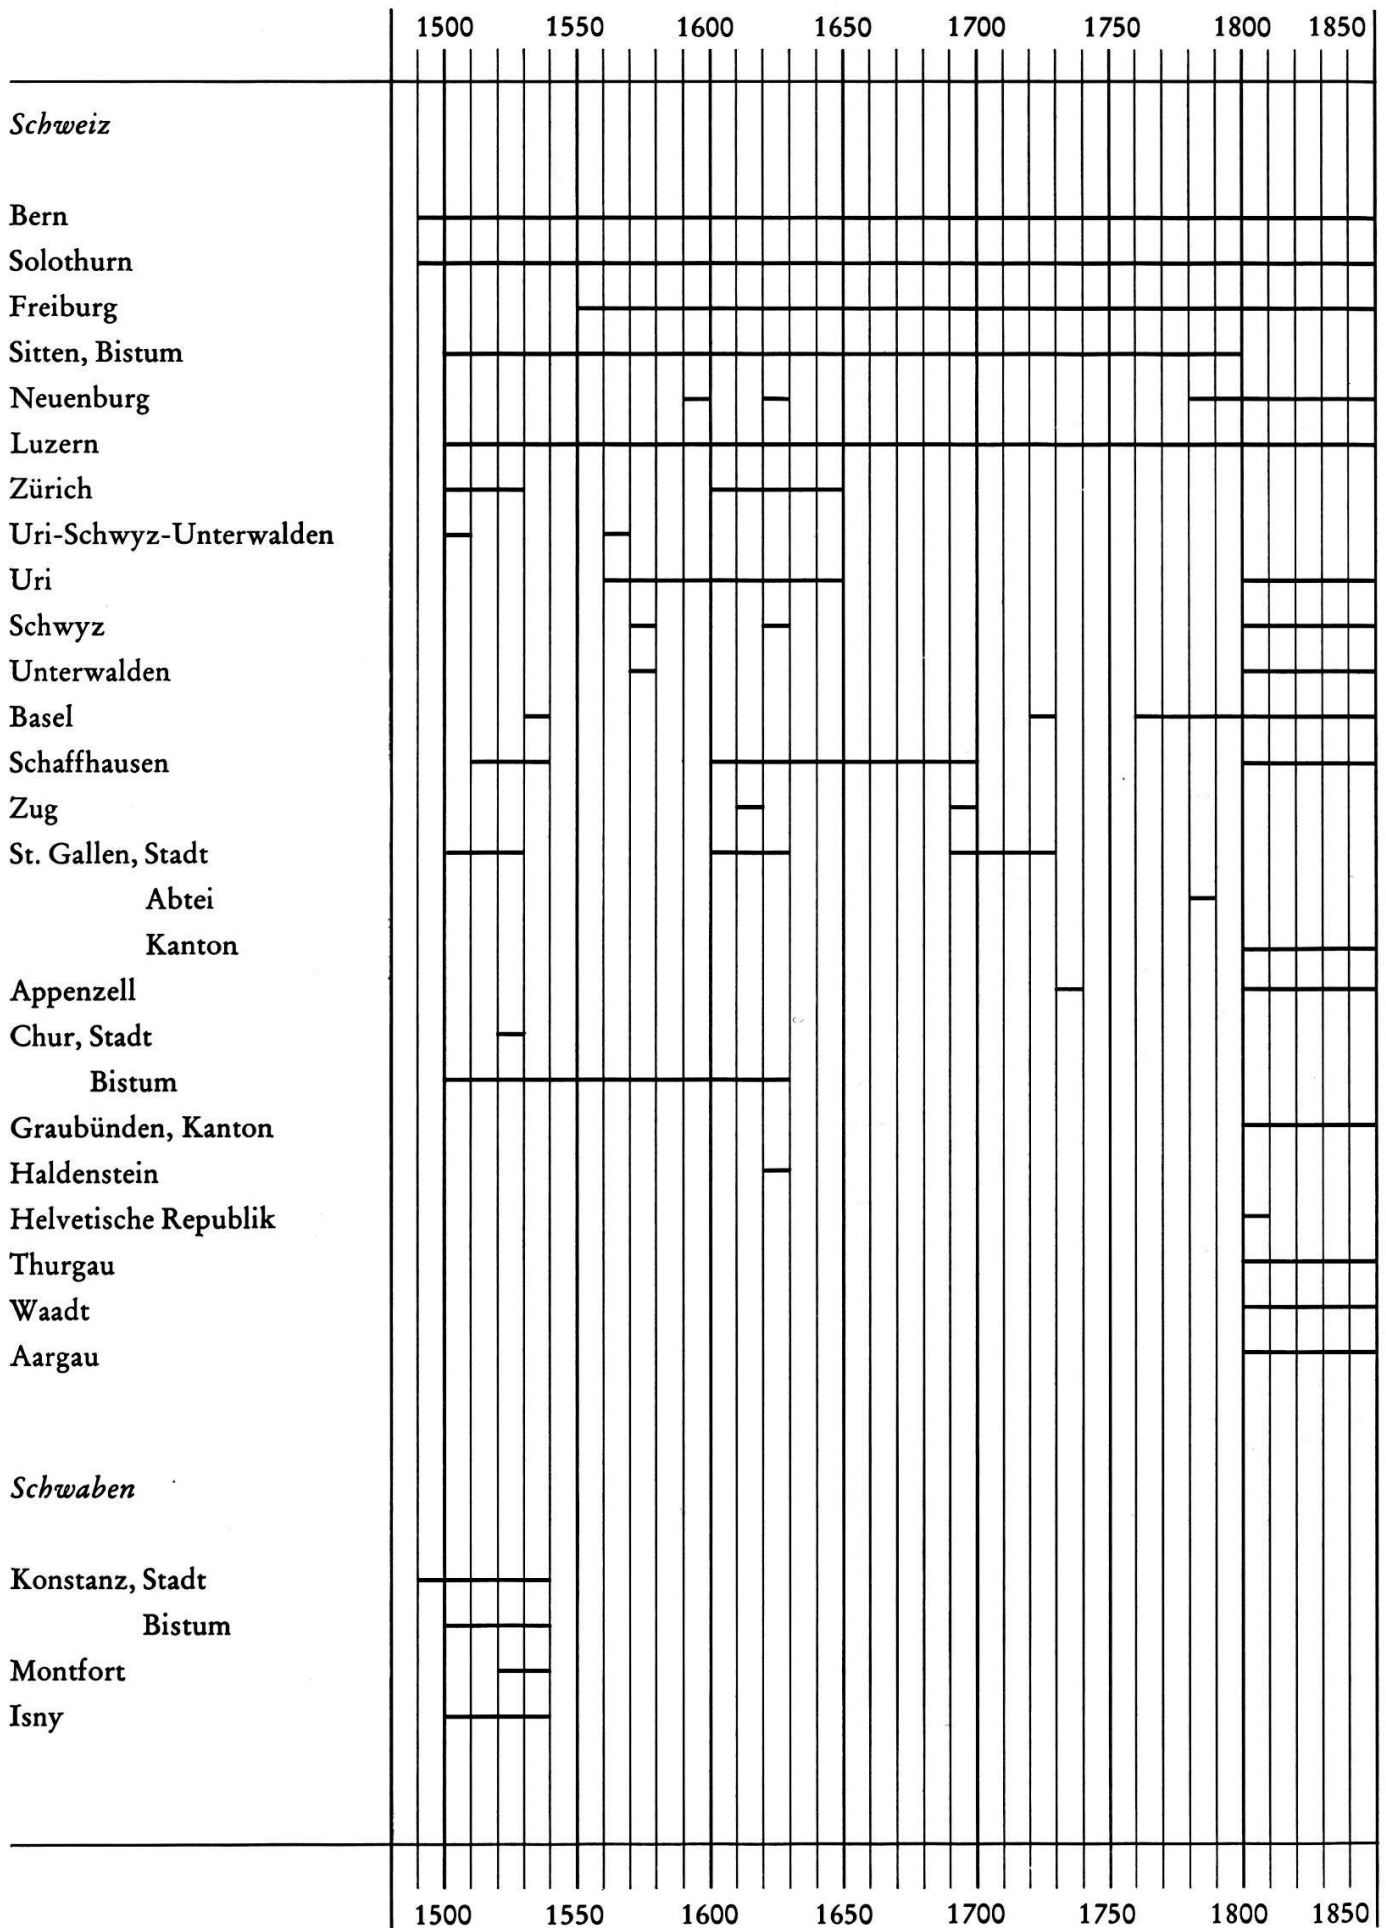 1500 1550 1600 1650 1700 1750 1800 1850
Schweiz
Bern
Solothurn
Freiburg
Sitten, Bistum
Neuenburg
Luzern
Zürich
Uri-Schwyz-Unterwalden
Uri
Schwyz
Unterwalden
Basel
Schaffhausen
Zug
St. Gallen, Stadt
Abtei
Kanton
Appenzell
Chur, Stadt
Bistum
Graubünden, Kanton
Haldenstein
Helvetische Republik
Thurgau
Waadt
Aargau
Schwaben
Konstanz, Stadt
Bistum
Montfort
Isny
1500 1550 1600 1650 1700 1750 1800 1850